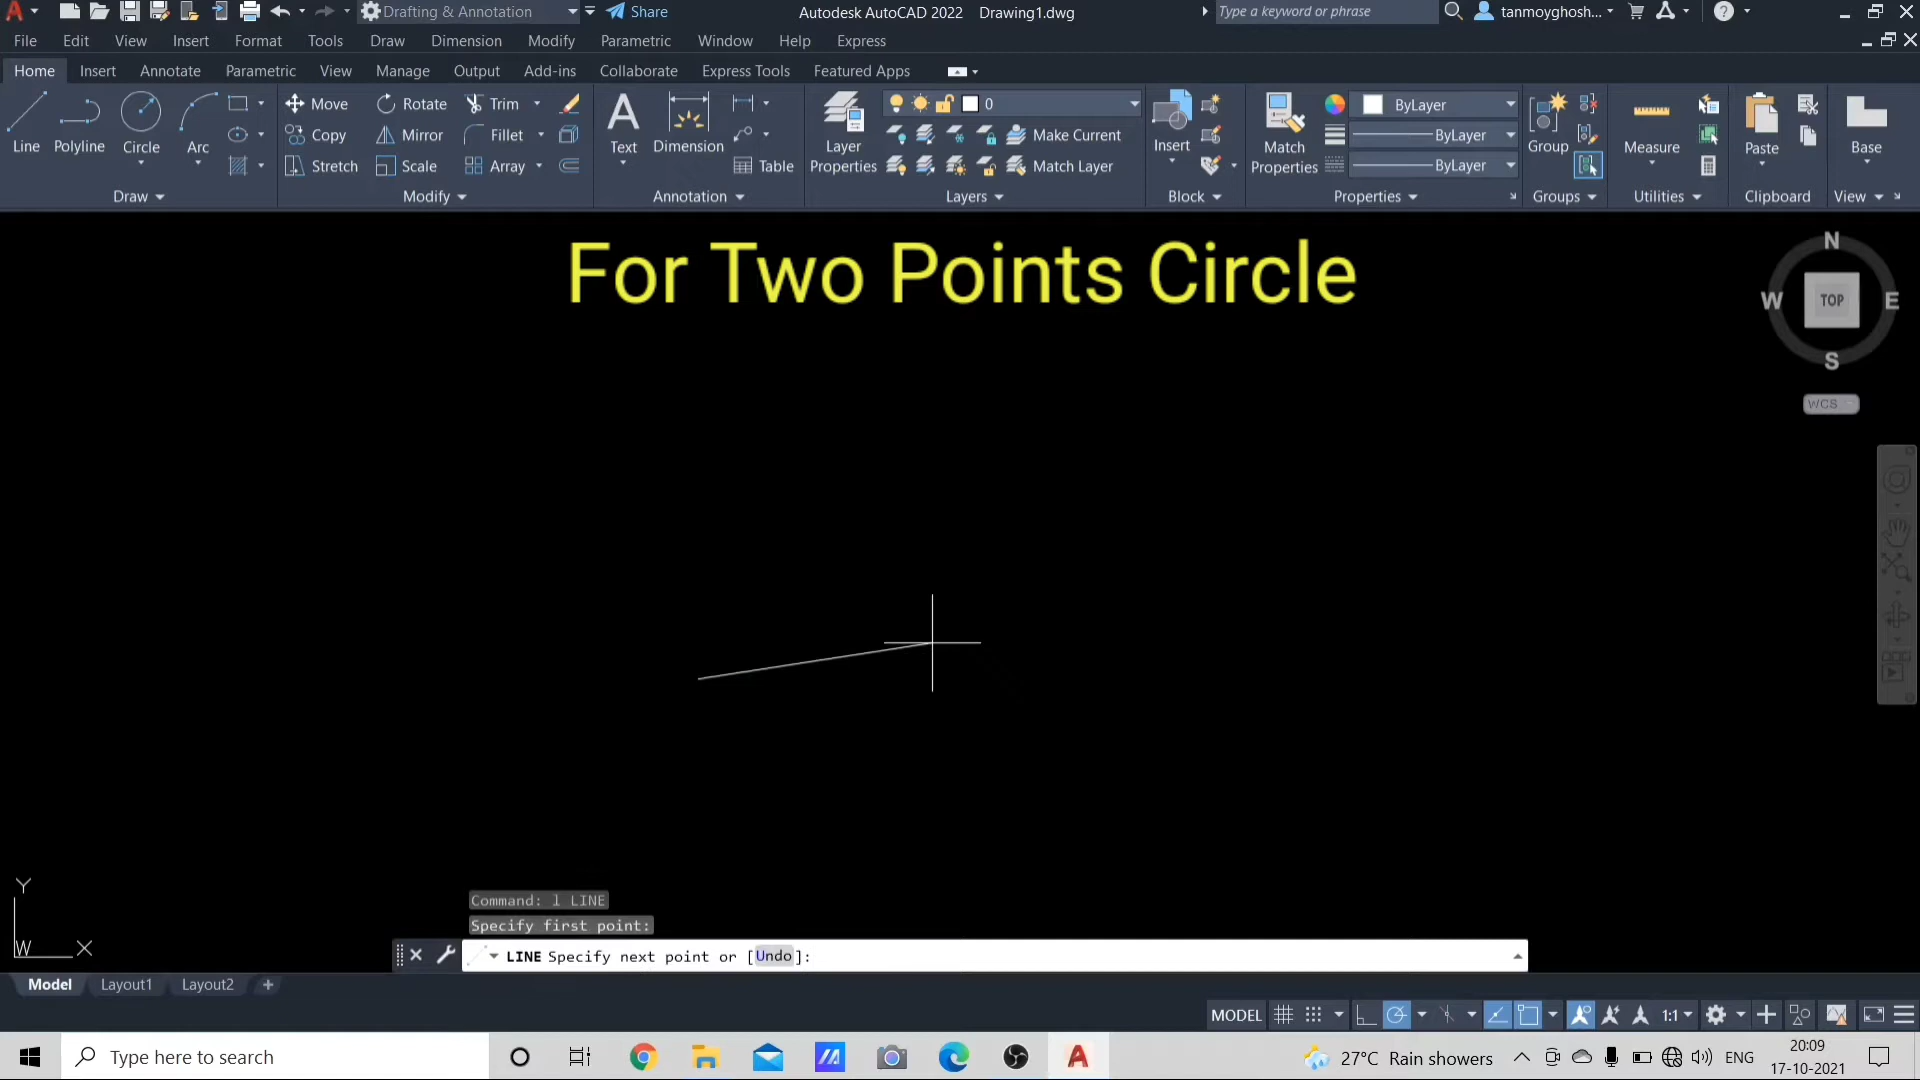 Drafting & Annotation
Share
Autodesk AutoCAD 2022 Drawing1.dwg
Type a keyword or phrase
tanmoyghosh...
File Edit View Insert Format Tools Draw Dimension Modify Parametric Window Help Express
Home Insert Annotate Parametric View Manage Output Add-ins Collaborate Express Tools Featured Apps
Line Polyline Circle Arc
Draw
Move Rotate Trim
Copy Mirror Fillet
Stretch Scale Array
Modify
Text Dimension Table
Annotation
Layer Properties
0
Make Current
Match Layer
Layers
Insert
Block
Match Properties
ByLayer
ByLayer
ByLayer
Properties
Group
Groups
Measure
Utilities
Paste
Clipboard
Base
View
For Two Points Circle
N
W TOP E
S
WCS
Y
W X
Command: l LINE
Specify first point:
LINE Specify next point or [Undo]:
Model Layout1 Layout2 +
MODEL 1:1
Type here to search
27°C Rain showers
ENG
20:09
17-10-2021